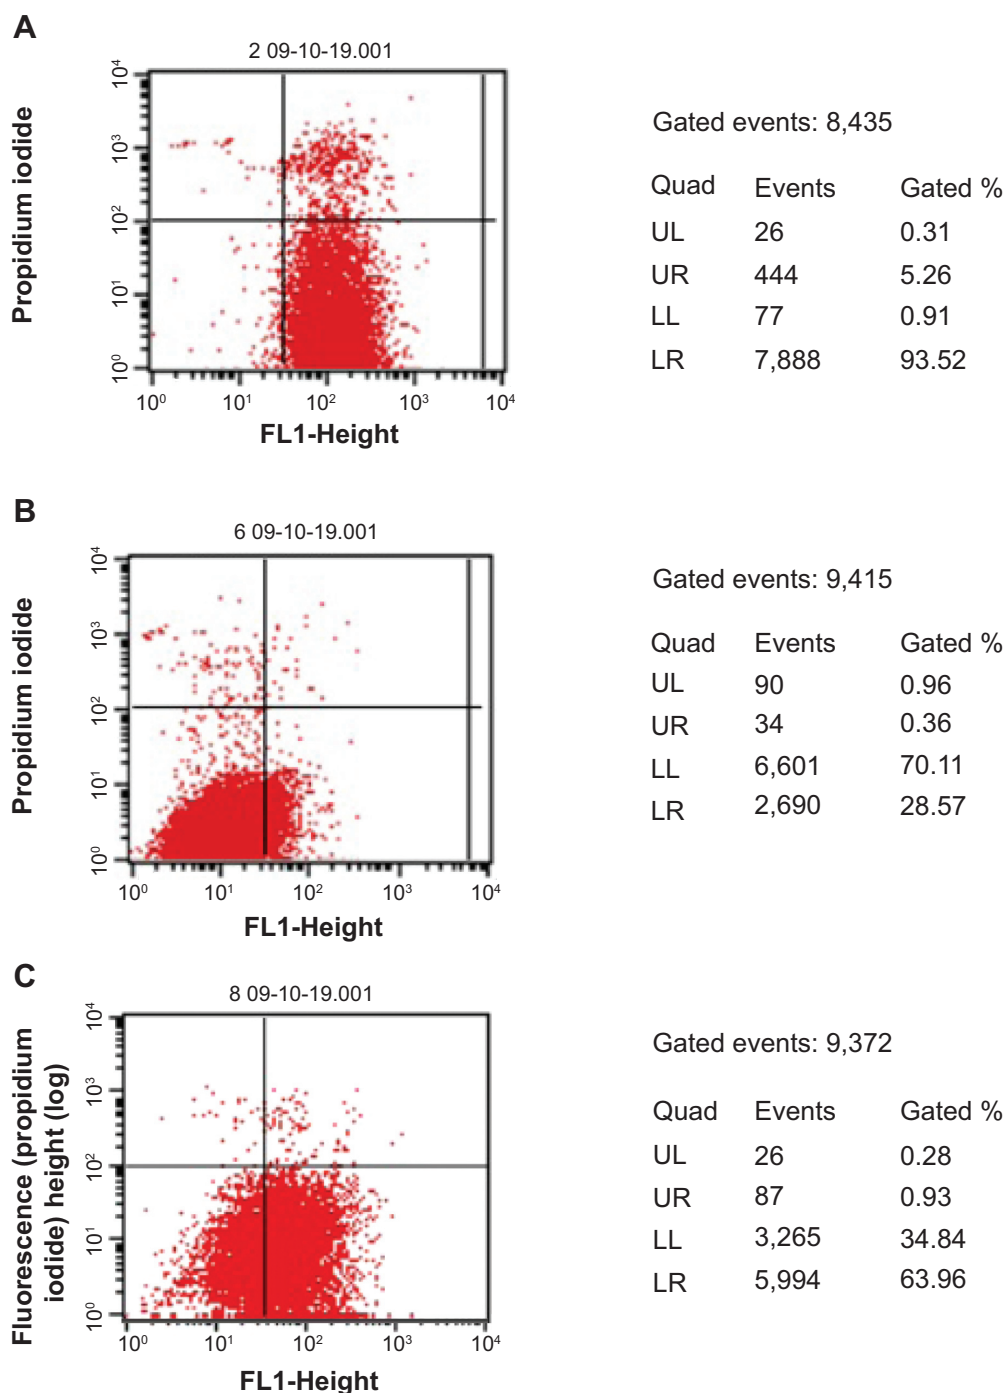 A
2 09-10-19.001
Propidium iodide
10⁴
10³
10²
10¹
10⁰
10⁰ 10¹ 10² 10³ 10⁴
FL1-Height
Gated events: 8,435
Quad Events Gated %
UL 26 0.31
UR 444 5.26
LL 77 0.91
LR 7,888 93.52
B
6 09-10-19.001
Propidium iodide
10⁴
10³
10²
10¹
10⁰
10⁰ 10¹ 10² 10³ 10⁴
FL1-Height
Gated events: 9,415
Quad Events Gated %
UL 90 0.96
UR 34 0.36
LL 6,601 70.11
LR 2,690 28.57
C
8 09-10-19.001
Fluorescence (propidium
iodide) height (log)
10⁴
10³
10²
10¹
10⁰
10⁰ 10¹ 10² 10³ 10⁴
FL1-Height
Gated events: 9,372
Quad Events Gated %
UL 26 0.28
UR 87 0.93
LL 3,265 34.84
LR 5,994 63.96